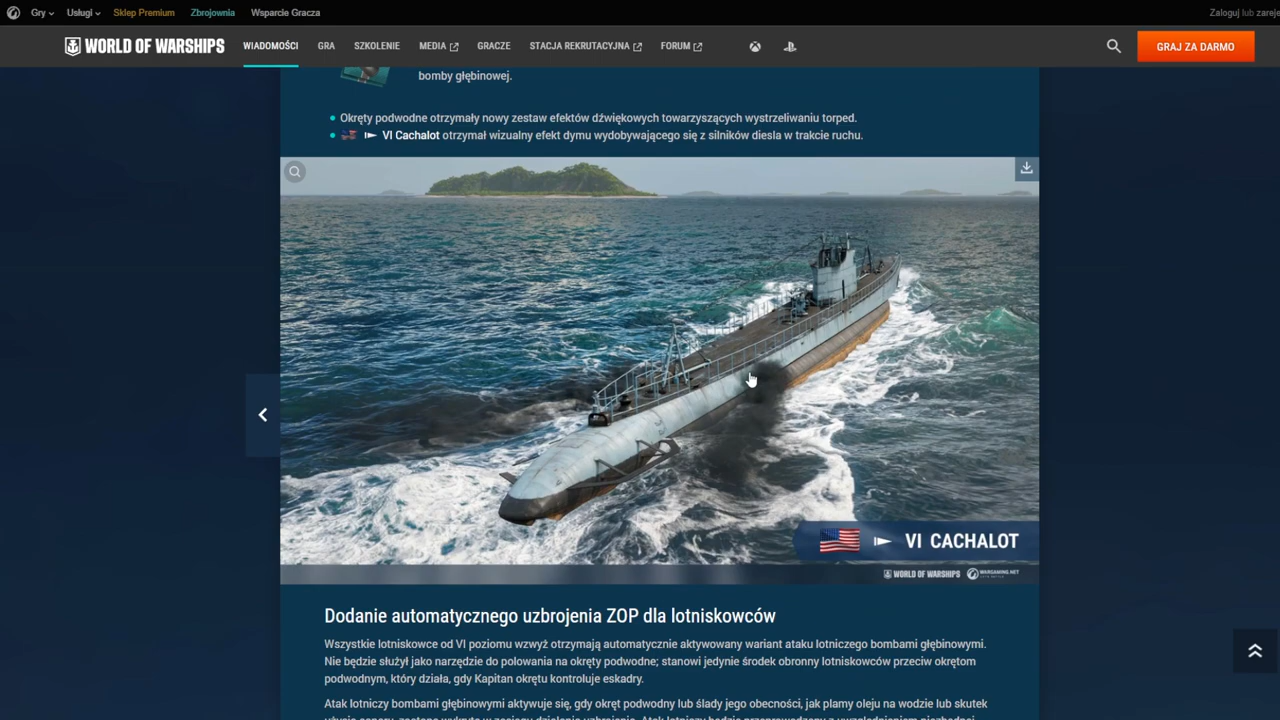 Gry Usługi Sklep Premium Zbrojownia Wsparcie Gracza Zaloguj lub zareje
WORLD OF WARSHIPS WIADOMOŚCI GRA SZKOLENIE MEDIA GRACZE STACJA REKRUTACYJNA FORUM GRAJ ZA DARMO
bomby głębinowej.
Okręty podwodne otrzymały nowy zestaw efektów dźwiękowych towarzyszących wystrzeliwaniu torped.
VI Cachalot otrzymał wizualny efekt dymu wydobywającego się z silników diesla w trakcie ruchu.
VI CACHALOT
WORLD OF WARSHIPS WARGAMING.NET
Dodanie automatycznego uzbrojenia ZOP dla lotniskowców
Wszystkie lotniskowce od VI poziomu wzwyż otrzymają automatycznie aktywowany wariant ataku lotniczego bombami głębinowymi.
Nie będzie służył jako narzędzie do polowania na okręty podwodne; stanowi jedynie środek obronny lotniskowców przeciw okrętom
podwodnym, który działa, gdy Kapitan okrętu kontroluje eskadry.
Atak lotniczy bombami głębinowymi aktywuje się, gdy okręt podwodny lub ślady jego obecności, jak plamy oleju na wodzie lub skutek